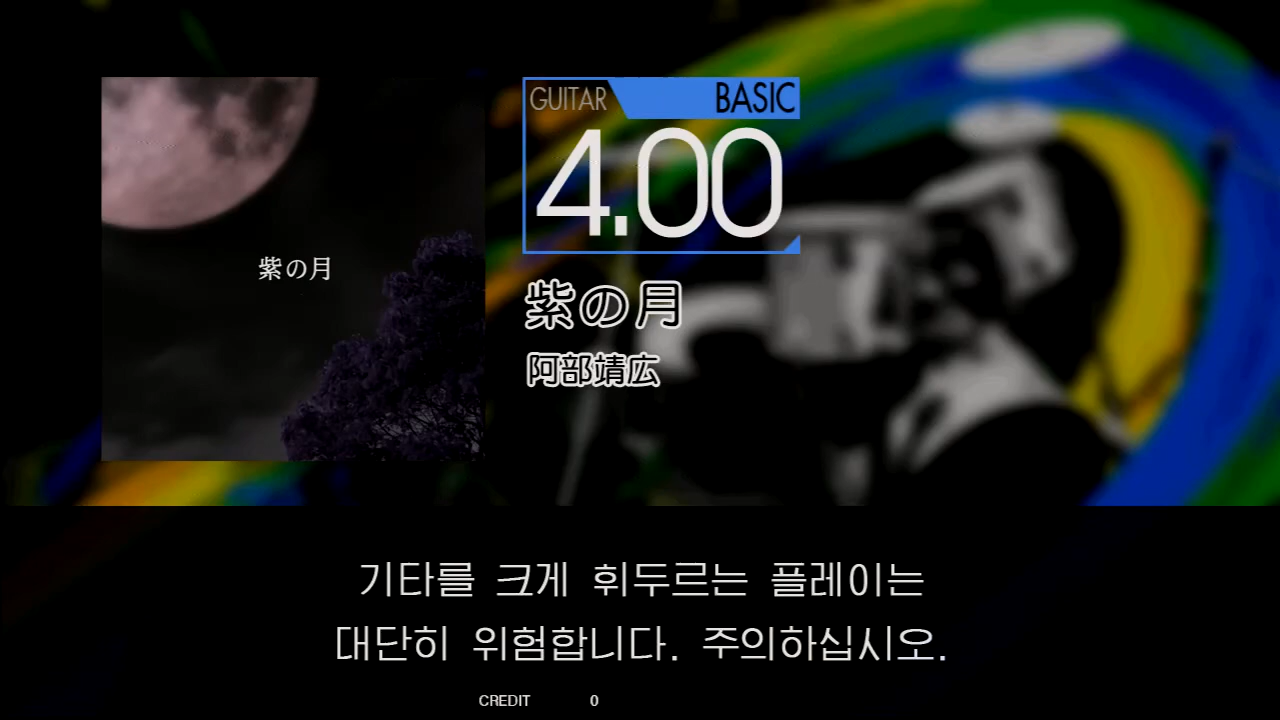 紫の月
GUITAR BASIC
4.00
紫の月
阿部靖広
기타를 크게 휘두르는 플레이는
대단히 위험합니다. 주의하십시오.
CREDIT 0